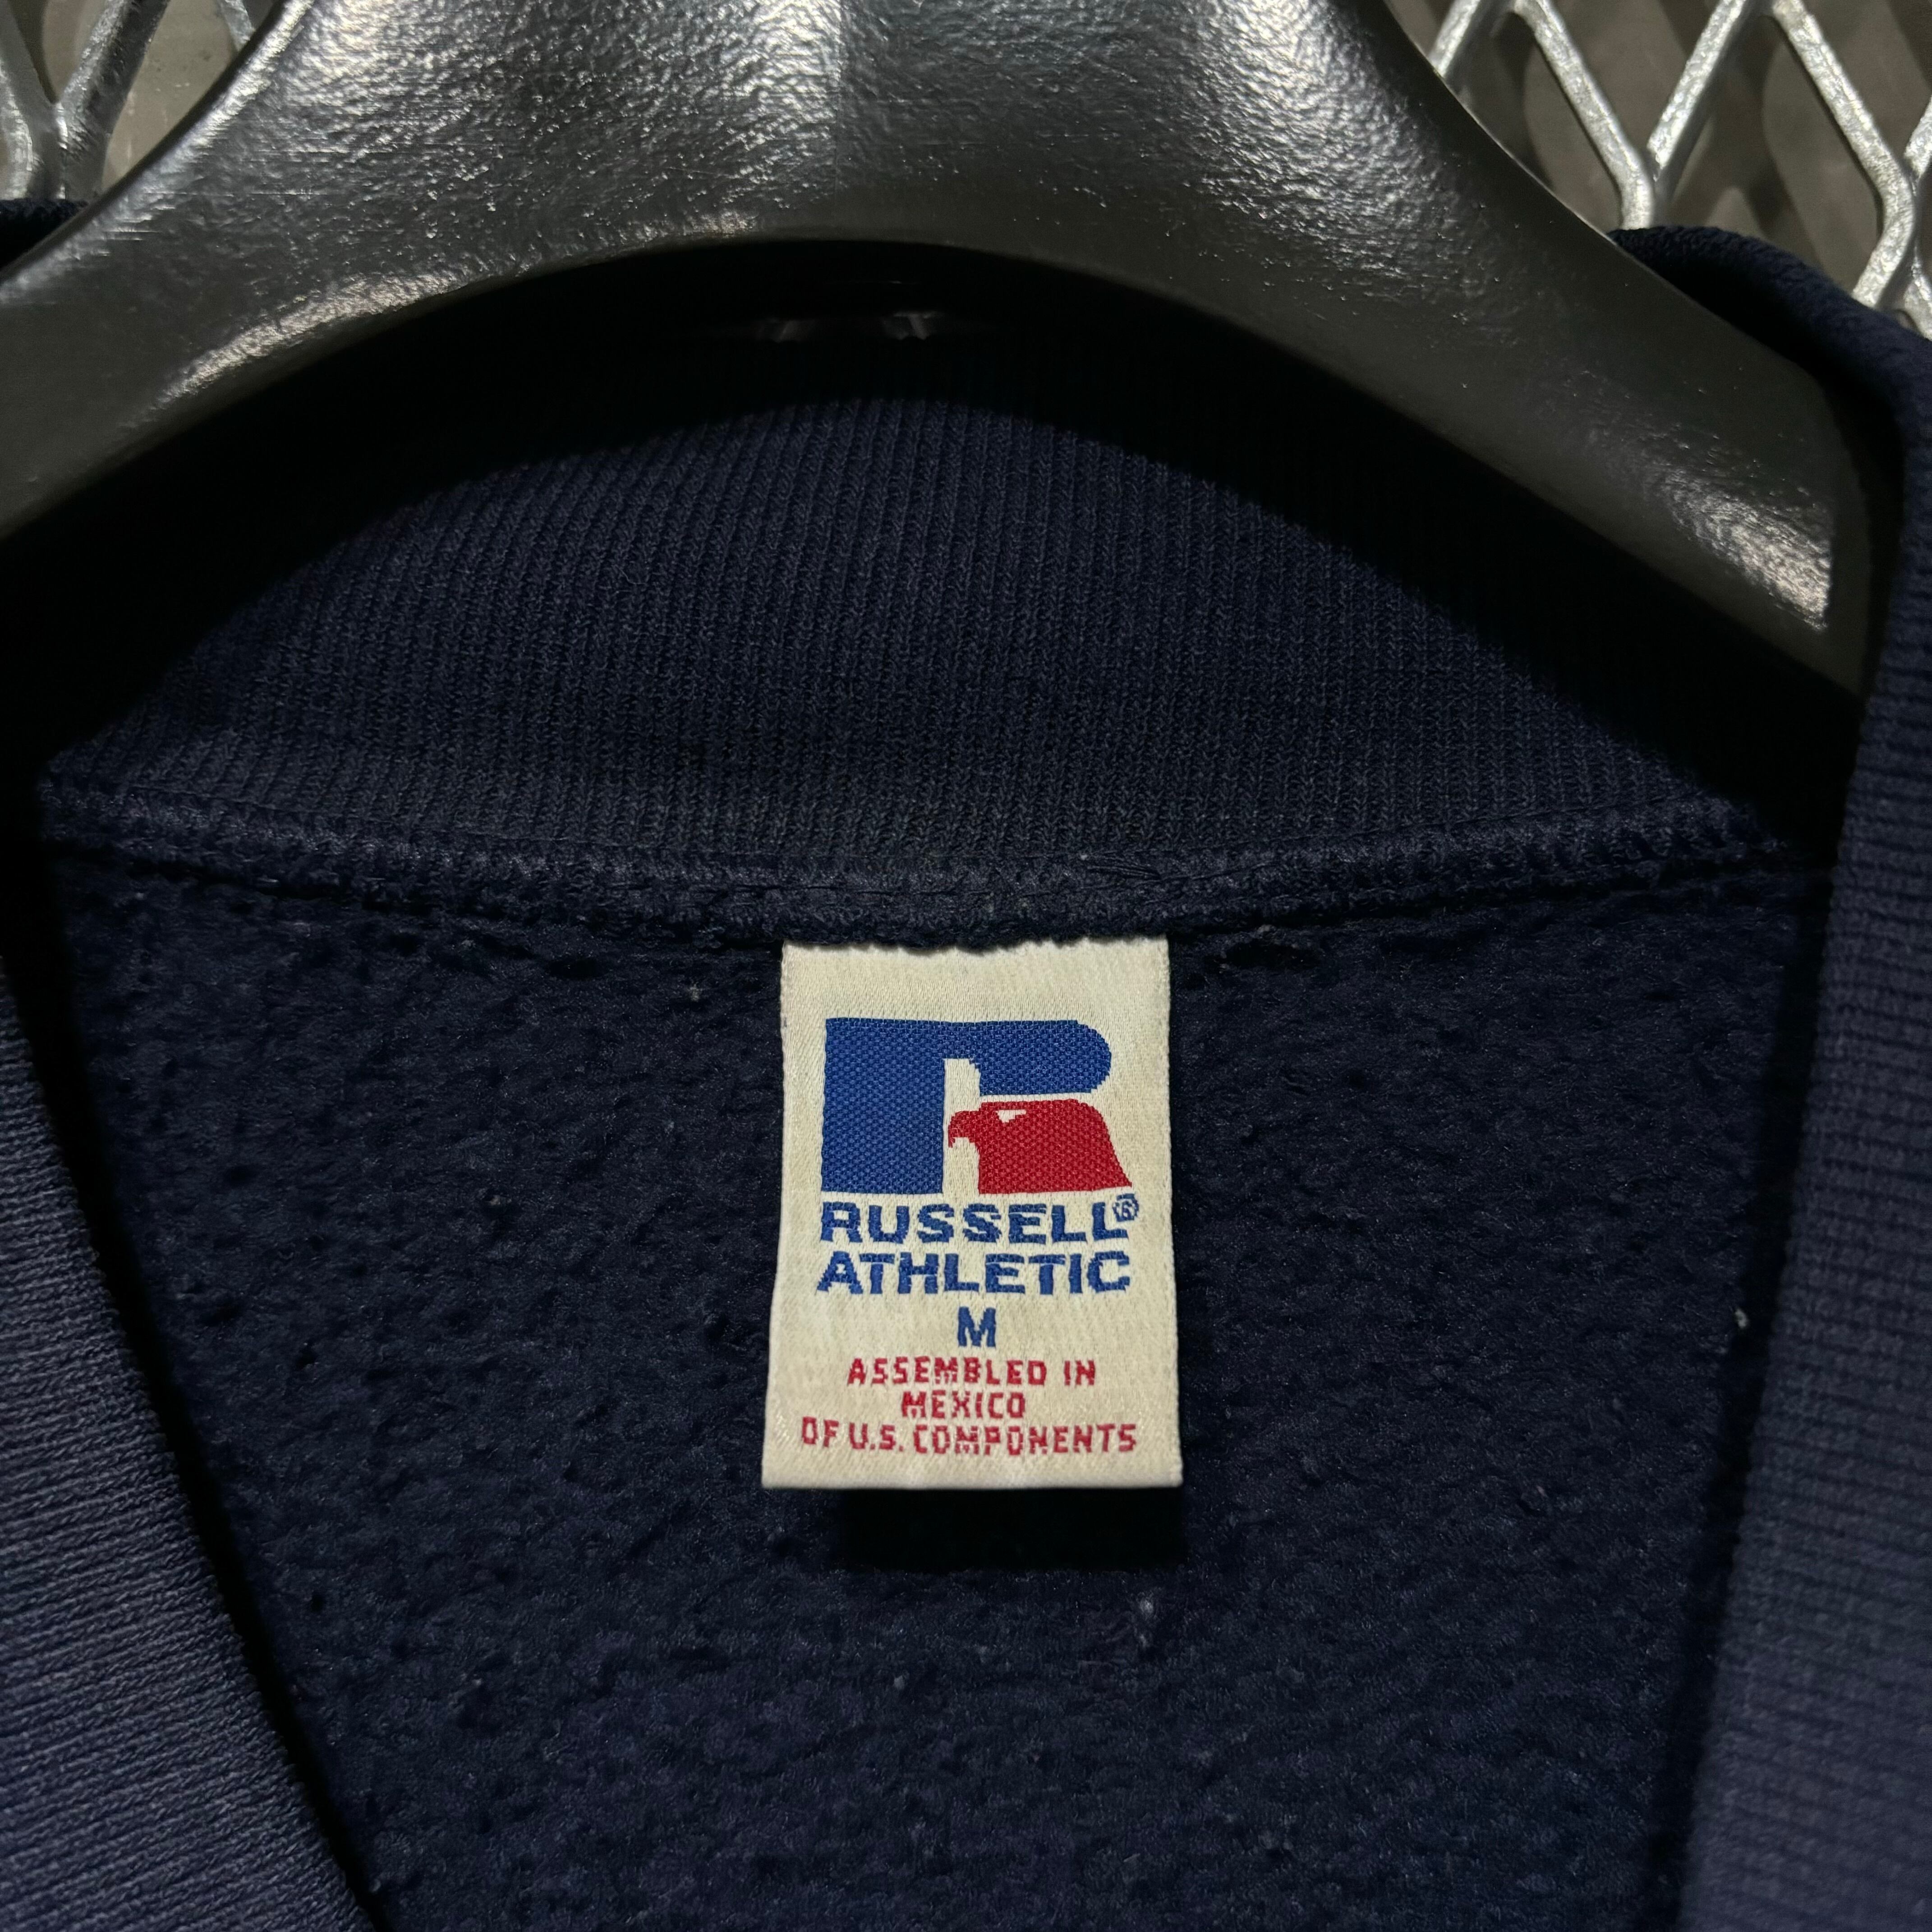 RUSSELL®
ATHLETIC
M
ASSEMBLED IN
MEXICO
OF U.S. COMPONENTS